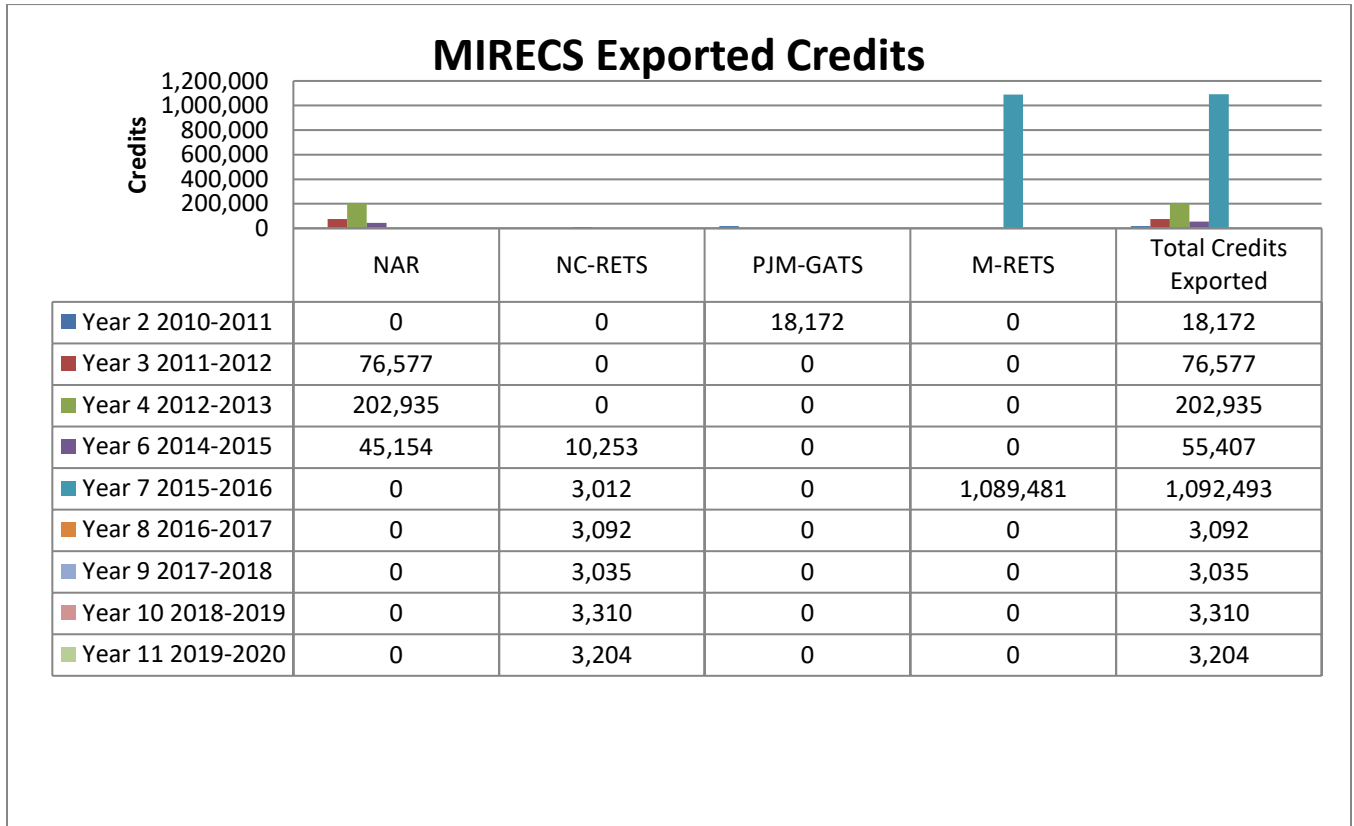 MIRECS Exported Credits
Credits
1,200,000
1,000,000
800,000
600,000
400,000
200,000
0
NAR NC-RETS PJM-GATS M-RETS Total Credits
Exported
Year 2 2010-2011 0 0 18,172 0 18,172
Year 3 2011-2012 76,577 0 0 0 76,577
Year 4 2012-2013 202,935 0 0 0 202,935
Year 6 2014-2015 45,154 10,253 0 0 55,407
Year 7 2015-2016 0 3,012 0 1,089,481 1,092,493
Year 8 2016-2017 0 3,092 0 0 3,092
Year 9 2017-2018 0 3,035 0 0 3,035
Year 10 2018-2019 0 3,310 0 0 3,310
Year 11 2019-2020 0 3,204 0 0 3,204